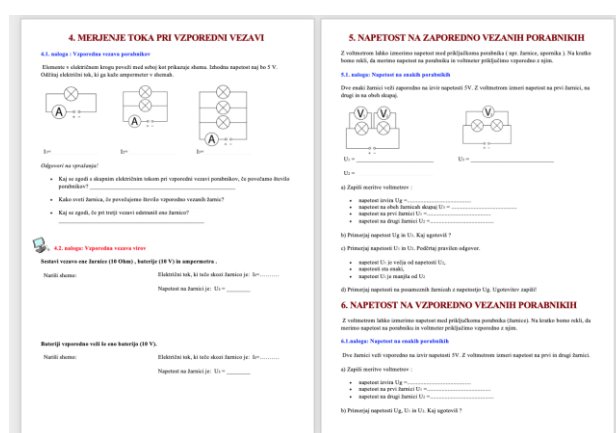 4. MERJENJE TOKA PRI VZPOREDNI VEZAVI
4.1. naloga : Vzporedna vezava porabnikov
Elemente v električnem krogu poveži med seboj kot prikazuje shema. Izhodna napetost naj bo 5 V.
Odčitaj električni tok, ki ga kaže ampermeter v shemah.
A
A
A
I1=
I2=
I3=
Odgovori na vprašanja!
• Kaj se zgodi s skupnim električnim tokom pri vzporedni vezavi porabnikov, če povečamo število
porabnikov? ____
• Kako sveti žarnica, če povečujemo število vzporedno vezanih žarnic?
• Kaj se zgodi, če pri tretji vezavi odstraniš eno žarnico?
4.2. naloga: Vzporedna vezava virov
Sestavi vezavo ene žarnice (10 Ohm) , baterije (10 V) in ampermetra .
Nariši shemo:
Električni tok, ki teče skozi žarnico je: I=..........
Napetost na žarnici je: U1 = ________
Bateriji vzporedno veži še eno baterijo (10 V).
Nariši shemo:
Električni tok, ki teče skozi žarnico je: I=..........
Napetost na žarnici je: U1 = ________
5. NAPETOST NA ZAPOREDNO VEZANIH PORABNIKIH
Z voltmetrom lahko izmerimo napetost med priključkoma porabnika ( npr. žarnice, upornika ). Na kratko
bomo rekli, da merimo napetost na porabniku in voltmeter priključimo vzporedno z njim.
5.1. naloga: Napetost na enakih porabnikih
Dve enaki žarnici veži zaporedno na izvir napetosti 5V. Z voltmetrom izmeri napetost na prvi žarnici, na
drugi in na obeh skupaj.
V V
V
U1 = ____
U3 = ____
U2 = ____
a) Zapiši meritve voltmetrov :
• napetost izvira Ug =..........
• napetost na obeh žarnicah skupaj U3 = ..........
• napetost na prvi žarnici U1 =..........
• napetost na drugi žarnici U2 =..........
b) Primerjaj napetost Ug in U3. Kaj ugotoviš ?
c) Primerjaj napetosti U1 in U2. Podčrtaj pravilen odgovor.
• napetost U1 je večja od napetosti U2,
• napetosti sta enaki,
• napetost U1 je manjša od U2
d) Primerjaj napetosti na posameznih žarnicah z napetostjo Ug. Ugotovitev zapiši!
6. NAPETOST NA VZPOREDNO VEZANIH PORABNIKIH
Z voltmetrom lahko izmerimo napetost med priključkoma porabnika (žarnice). Na kratko bomo rekli, da
merimo napetost na porabniku in voltmeter priključimo vzporedno z njim.
6.1.naloga: Napetost na enakih porabnikih
Dve žarnici veži vzporedno na izvir napetosti 5V. Z voltmetrom izmeri napetost na prvi in drugi žarnici.
a) Zapiši meritve voltmetrov :
• napetost izvira Ug =..........
• napetost na prvi žarnici U1 =..........
• napetost na drugi žarnici U2 =..........
b) Primerjaj napetosti Ug, U1 in U2. Kaj ugotoviš ?